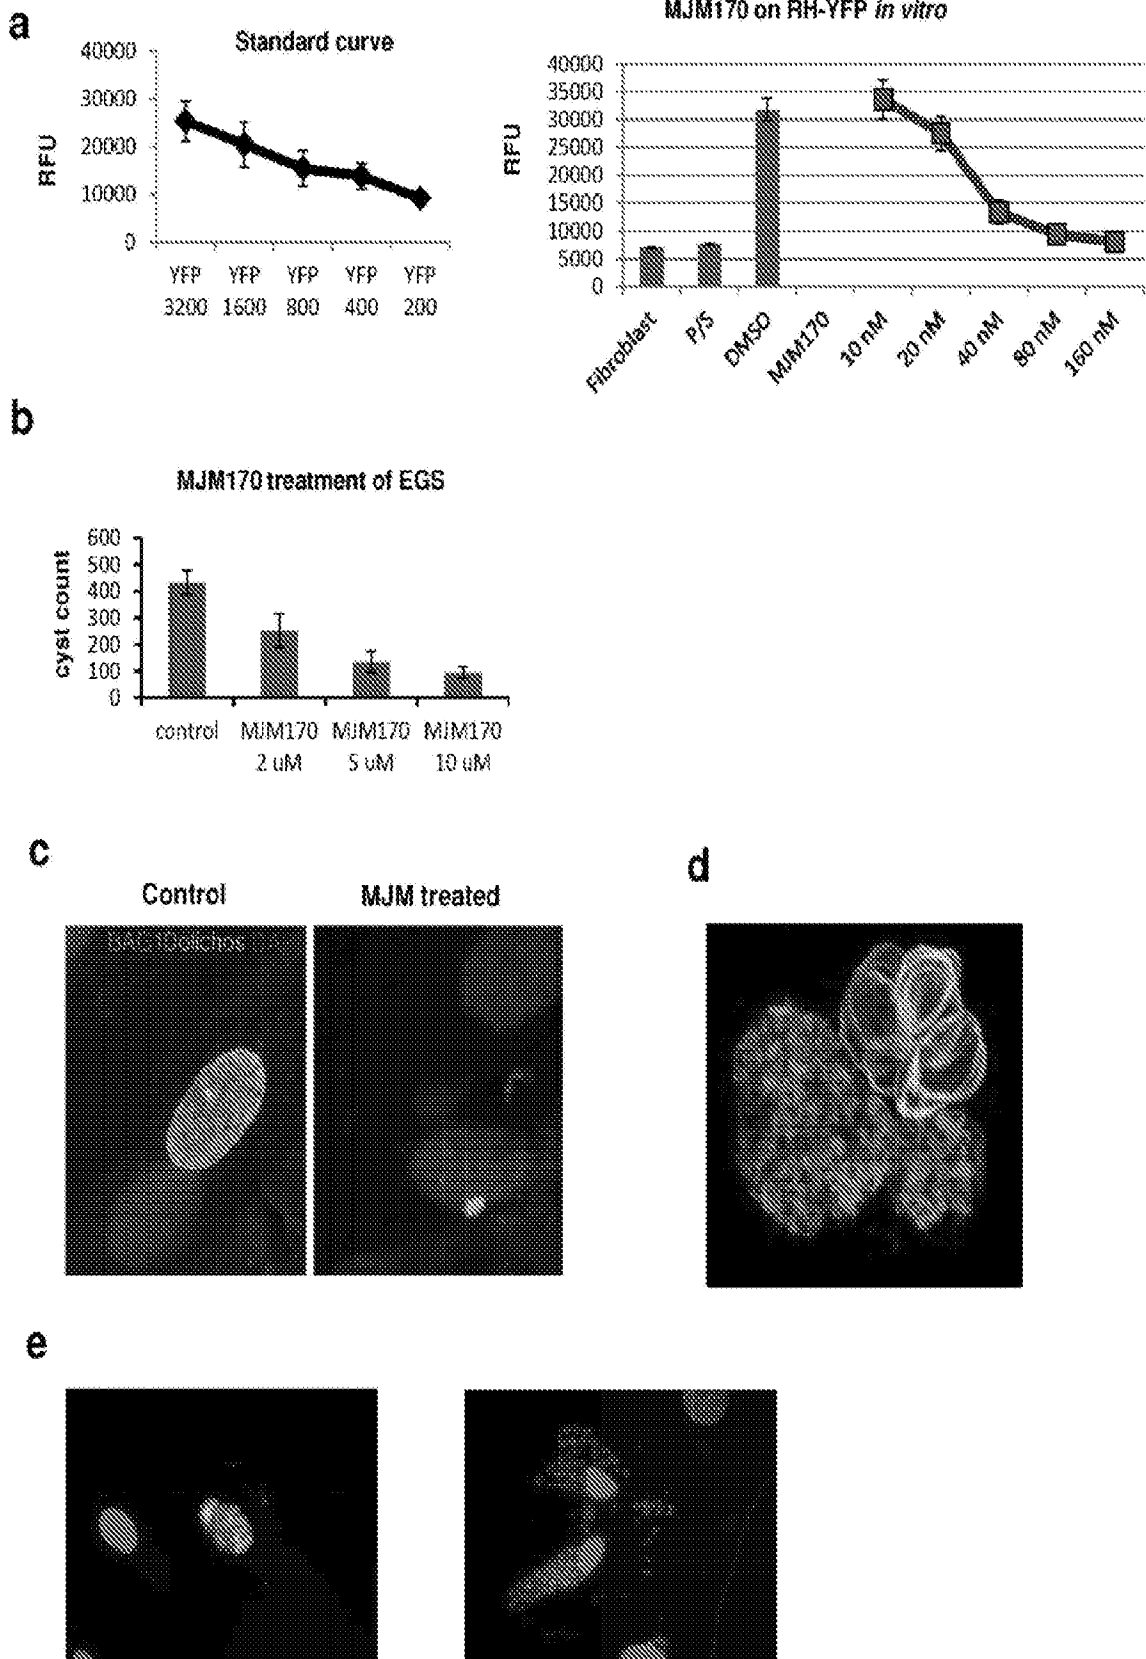 a
Standard curve
40000
30000
20000
10000
0
RFU
YFP YFP YFP YFP YFP
3200 1600 800 400 200
MJM170 on RH-YFP in vitro
40000
35000
30000
25000
20000
15000
10000
5000
0
RFU
Fibroblast P/S DMSO MJM170 10 nM 20 nM 40 nM 80 nM 160 nM
b
MJM170 treatment of EGS
600
500
400
300
200
100
0
cyst count
control MJM170 MJM170 MJM170
2 uM 5 uM 10 uM
c
Control MJM treated
d
e